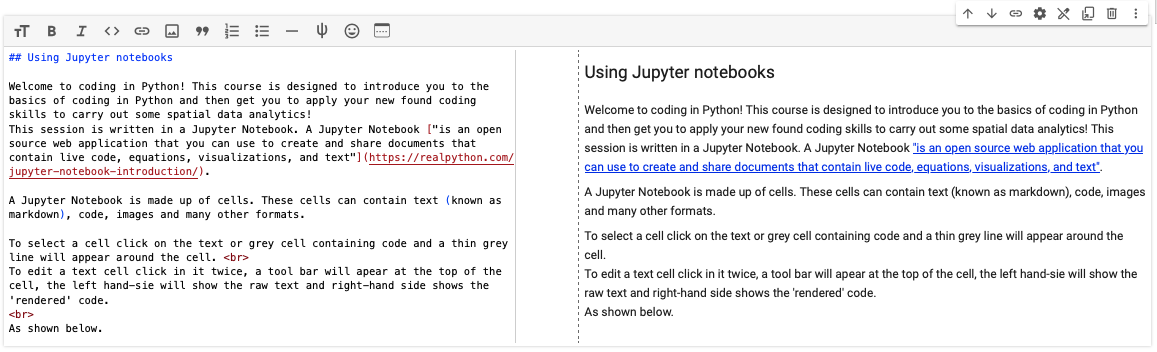 ## Using Jupyter notebooks
Welcome to coding in Python! This course is designed to introduce you to the
basics of coding in Python and then get you to apply your new found coding
skills to carry out some spatial data analytics!
This session is written in a Jupyter Notebook. A Jupyter Notebook ["is an open
source web application that you can use to create and share documents that
contain live code, equations, visualizations, and text"](https://realpython.com/
jupyter-notebook-introduction/).
A Jupyter Notebook is made up of cells. These cells can contain text (known as
markdown), code, images and many other formats.
To select a cell click on the text or grey cell containing code and a thin grey
line will appear around the cell. <br>
To edit a text cell click in it twice, a tool bar will apear at the top of the
cell, the left hand-sie will show the raw text and right-hand side shows the
'rendered' code.
<br>
As shown below.
Using Jupyter notebooks
Welcome to coding in Python! This course is designed to introduce you to the basics of coding in Python
and then get you to apply your new found coding skills to carry out some spatial data analytics! This
session is written in a Jupyter Notebook. A Jupyter Notebook "is an open source web application that you
can use to create and share documents that contain live code, equations, visualizations, and text".
A Jupyter Notebook is made up of cells. These cells can contain text (known as markdown), code, images
and many other formats.
To select a cell click on the text or grey cell containing code and a thin grey line will appear around the
cell.
To edit a text cell click in it twice, a tool bar will apear at the top of the cell, the left hand-sie will show the
raw text and right-hand side shows the 'rendered' code.
As shown below.